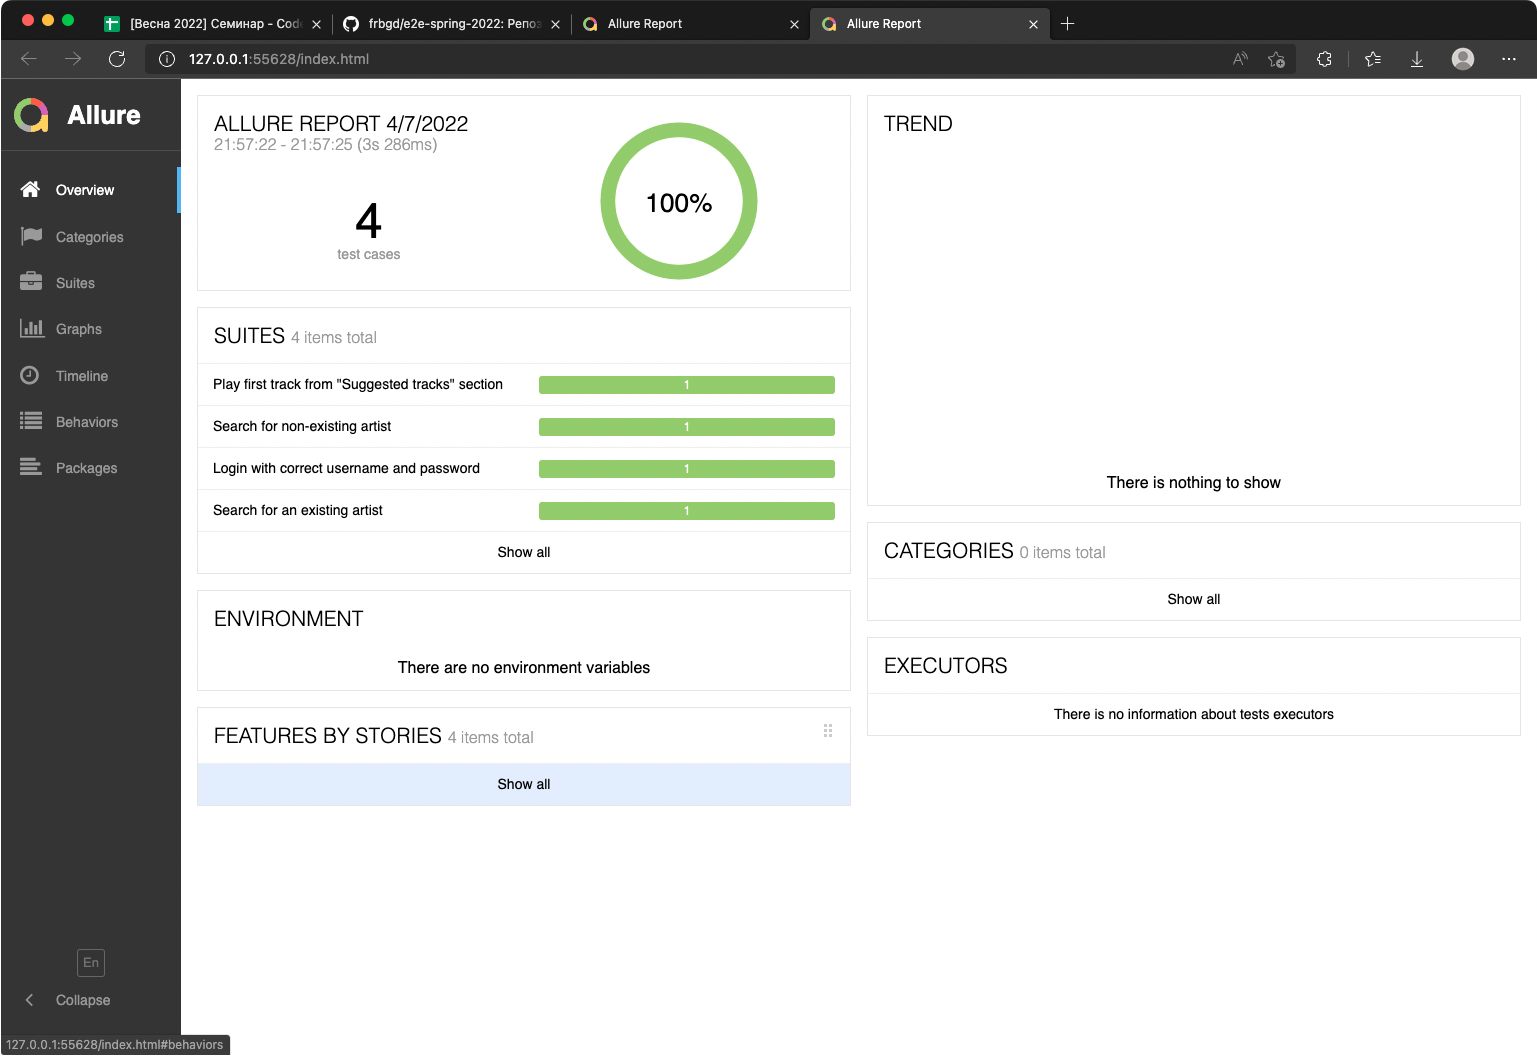 [Весна 2022] Семинар - Code
frbgd/e2e-spring-2022: Репоз
Allure Report
Allure Report
127.0.0.1:55628/index.html
Allure
Overview
Categories
Suites
Graphs
Timeline
Behaviors
Packages
En
Collapse
127.0.0.1:55628/index.html#behaviors
ALLURE REPORT 4/7/2022
21:57:22 - 21:57:25 (3s 286ms)
4
test cases
100%
SUITES 4 items total
Play first track from "Suggested tracks" section 1
Search for non-existing artist 1
Login with correct username and password 1
Search for an existing artist 1
Show all
ENVIRONMENT
There are no environment variables
FEATURES BY STORIES 4 items total
Show all
TREND
There is nothing to show
CATEGORIES 0 items total
Show all
EXECUTORS
There is no information about tests executors